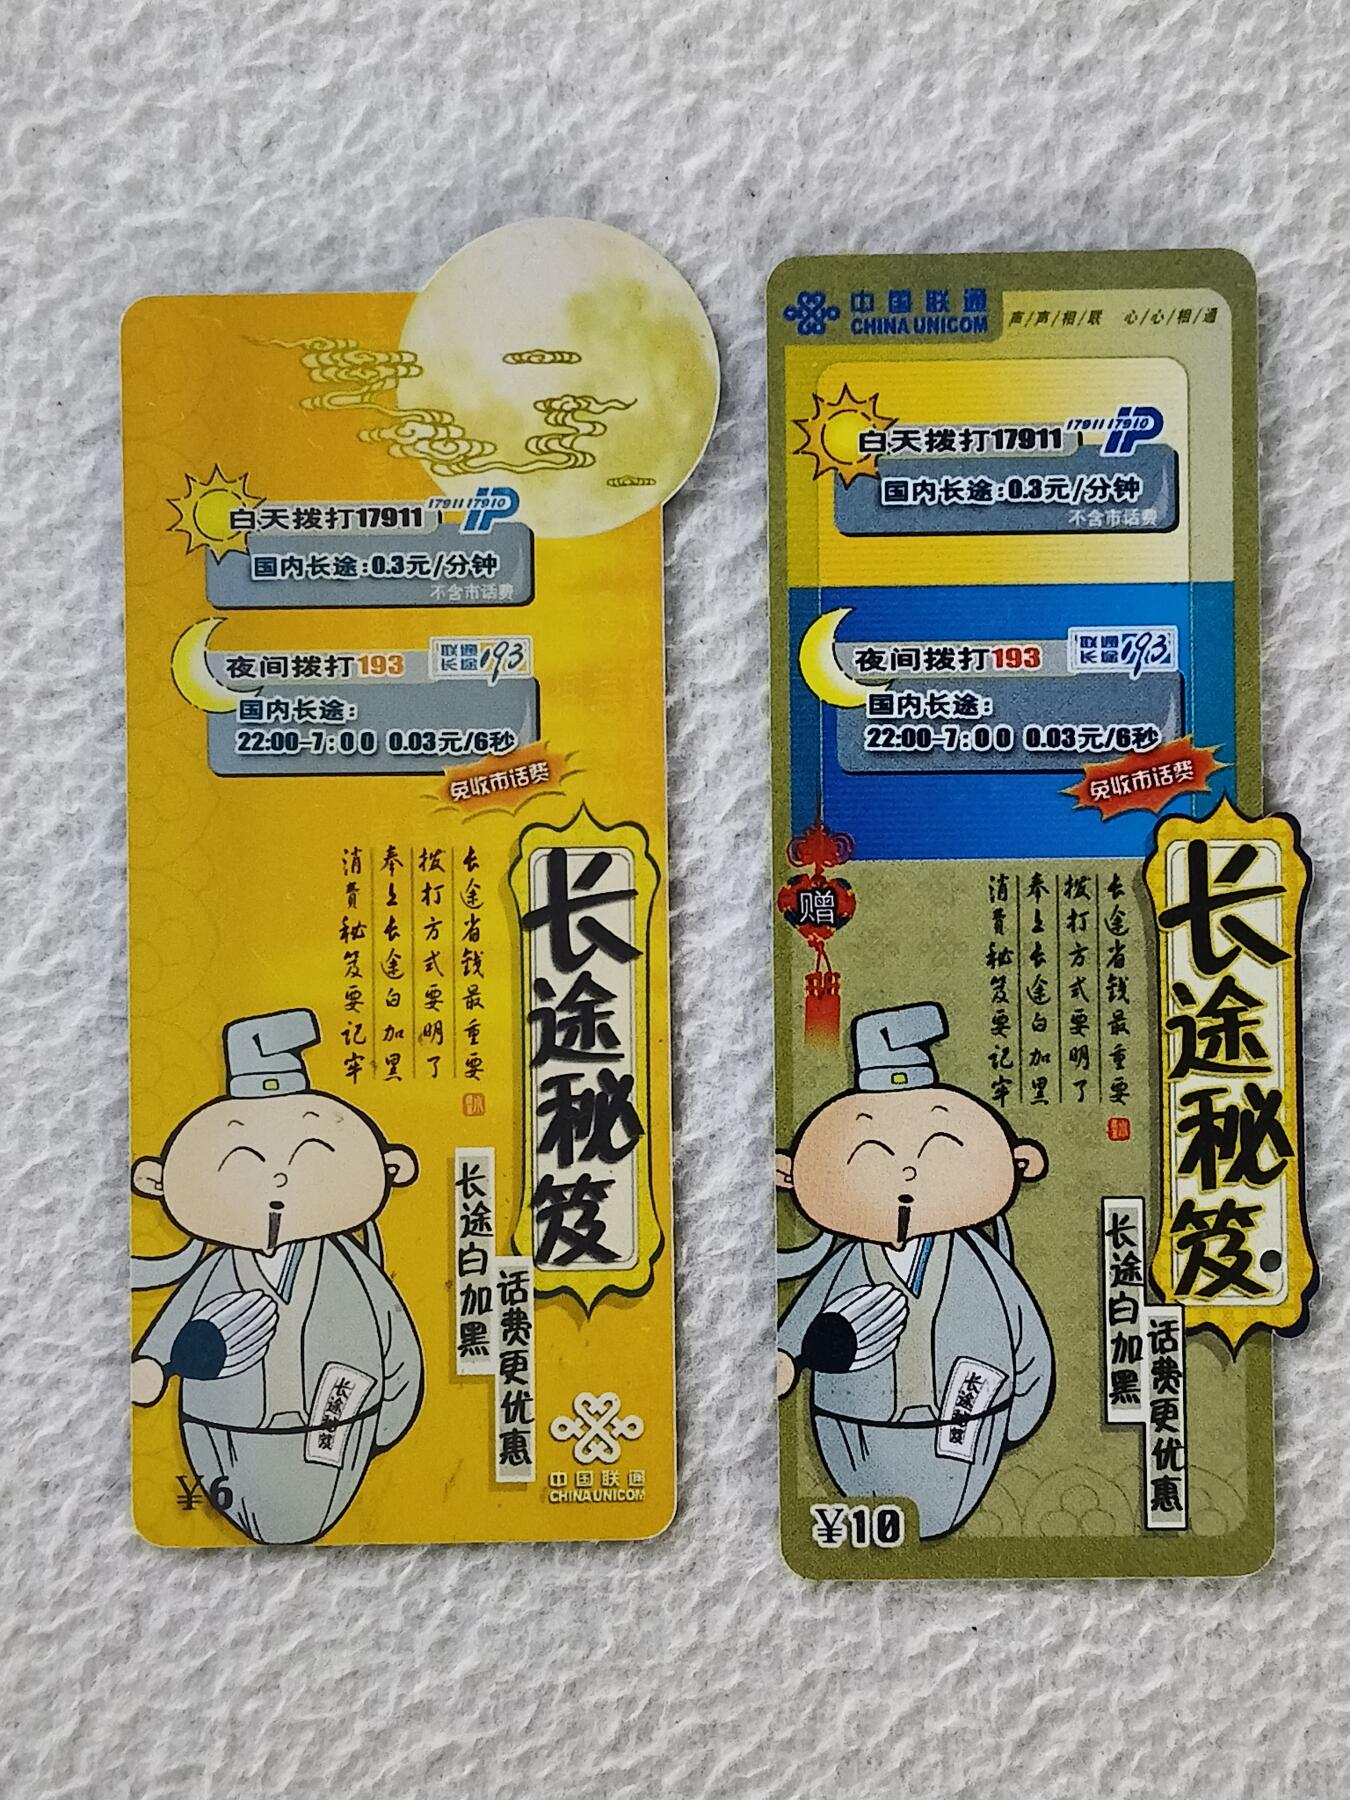 白天拨打17911
17911 17910 IP
国内长途:0.3元/分钟
不含市话费
夜间拨打193
联通长途193
国内长途:
22:00-7:00 0.03元/6秒
免收市话费
长途秘笈
长途省钱最重要
拨打方式要明了
奉上长途白加黑
消费秘笈要记牢
长途白加黑
话费更优惠
长途秘笈
¥6
中国联通
CHINA UNICOM
中国联通
CHINA UNICOM
声/声/相/联 心/心/相/通
白天拨打17911
17911 17910 IP
国内长途:0.3元/分钟
不含市话费
夜间拨打193
联通长途193
国内长途:
22:00-7:00 0.03元/6秒
免收市话费
赠
长途秘笈
长途省钱最重要
拨打方式要明了
奉上长途白加黑
消费秘笈要记牢
长途白加黑
话费更优惠
长途秘笈
¥10